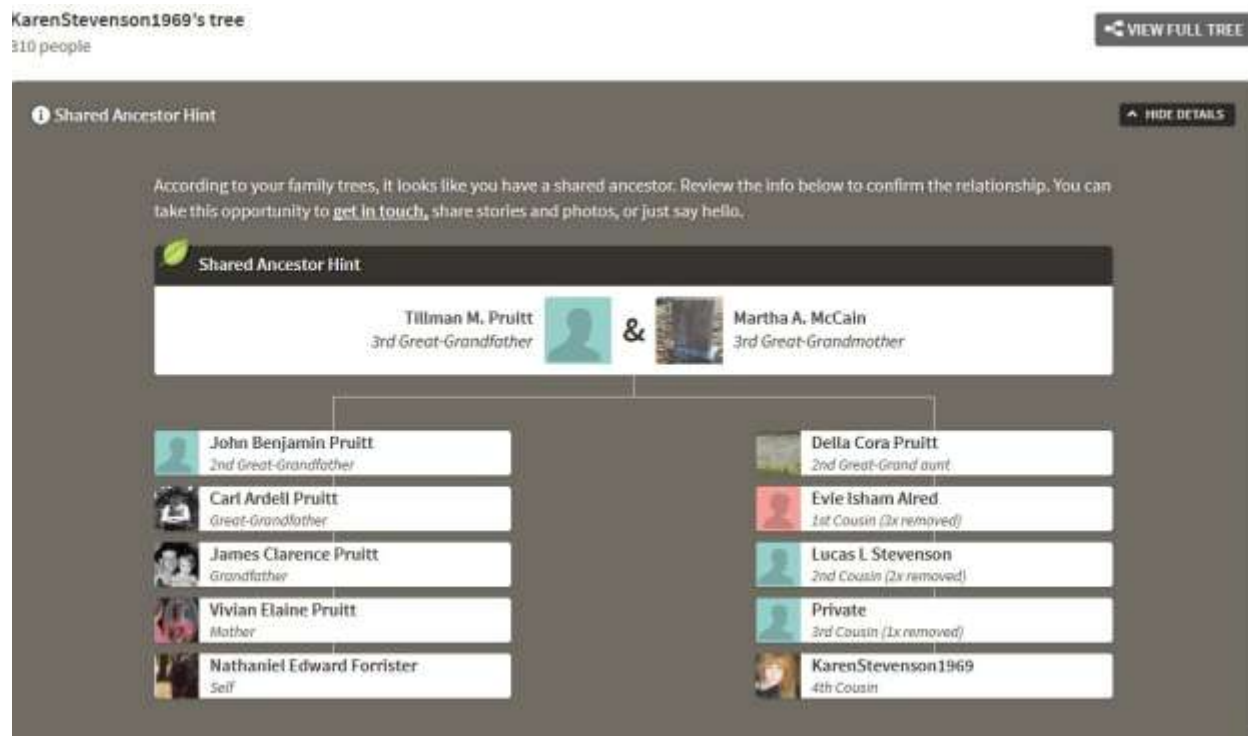 KarenStevenson1969's tree
810 people
VIEW FULL TREE
Shared Ancestor Hint
HIDE DETAILS
According to your family trees, it looks like you have a shared ancestor. Review the info below to confirm the relationship. You can
take this opportunity to get in touch, share stories and photos, or just say hello.
Shared Ancestor Hint
Tillman M. Pruitt
3rd Great-Grandfather
&
Martha A. McCain
3rd Great-Grandmother
John Benjamin Pruitt
2nd Great-Grandfather
Carl Ardell Pruitt
Great-Grandfather
James Clarence Pruitt
Grandfather
Vivian Elaine Pruitt
Mother
Nathaniel Edward Forrister
Self
Della Cora Pruitt
2nd Great-Grand aunt
Evie Isham Alred
1st Cousin (3x removed)
Lucas L Stevenson
2nd Cousin (2x removed)
Private
3rd Cousin (1x removed)
KarenStevenson1969
4th Cousin